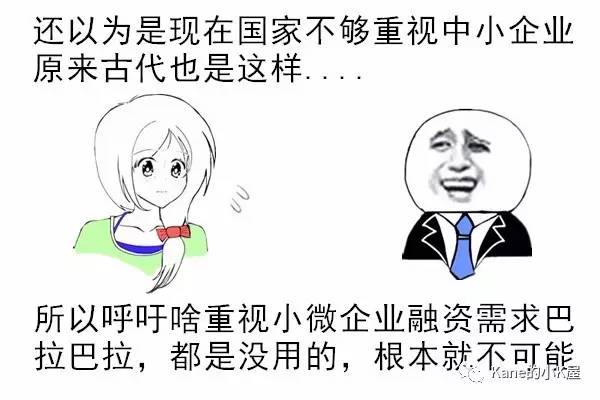 还以为是现在国家不够重视中小企业
原来古代也是这样....
所以呼吁啥重视小微企业融资需求巴
拉巴拉，都是没用的，根本就不可能
Kane的小K屋